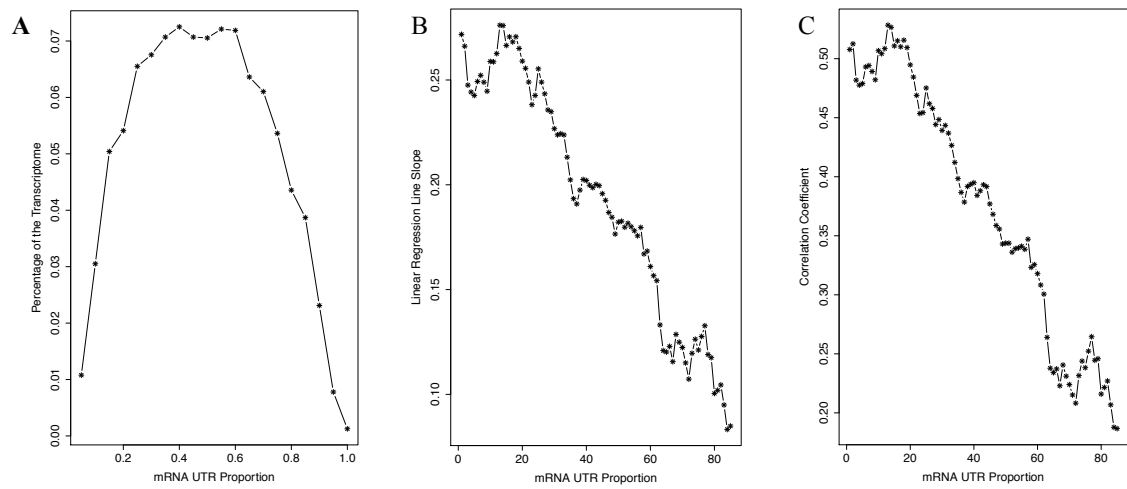 A
Percentage of the Transcriptome
0.07
0.06
0.05
0.04
0.03
0.02
0.01
0.00
0.2 0.4 0.6 0.8 1.0
mRNA UTR Proportion
B
Linear Regression Line Slope
0.25
0.20
0.15
0.10
0 20 40 60 80
mRNA UTR Proportion
C
Correlation Coefficient
0.50
0.45
0.40
0.35
0.30
0.25
0.20
0 20 40 60 80
mRNA UTR Proportion